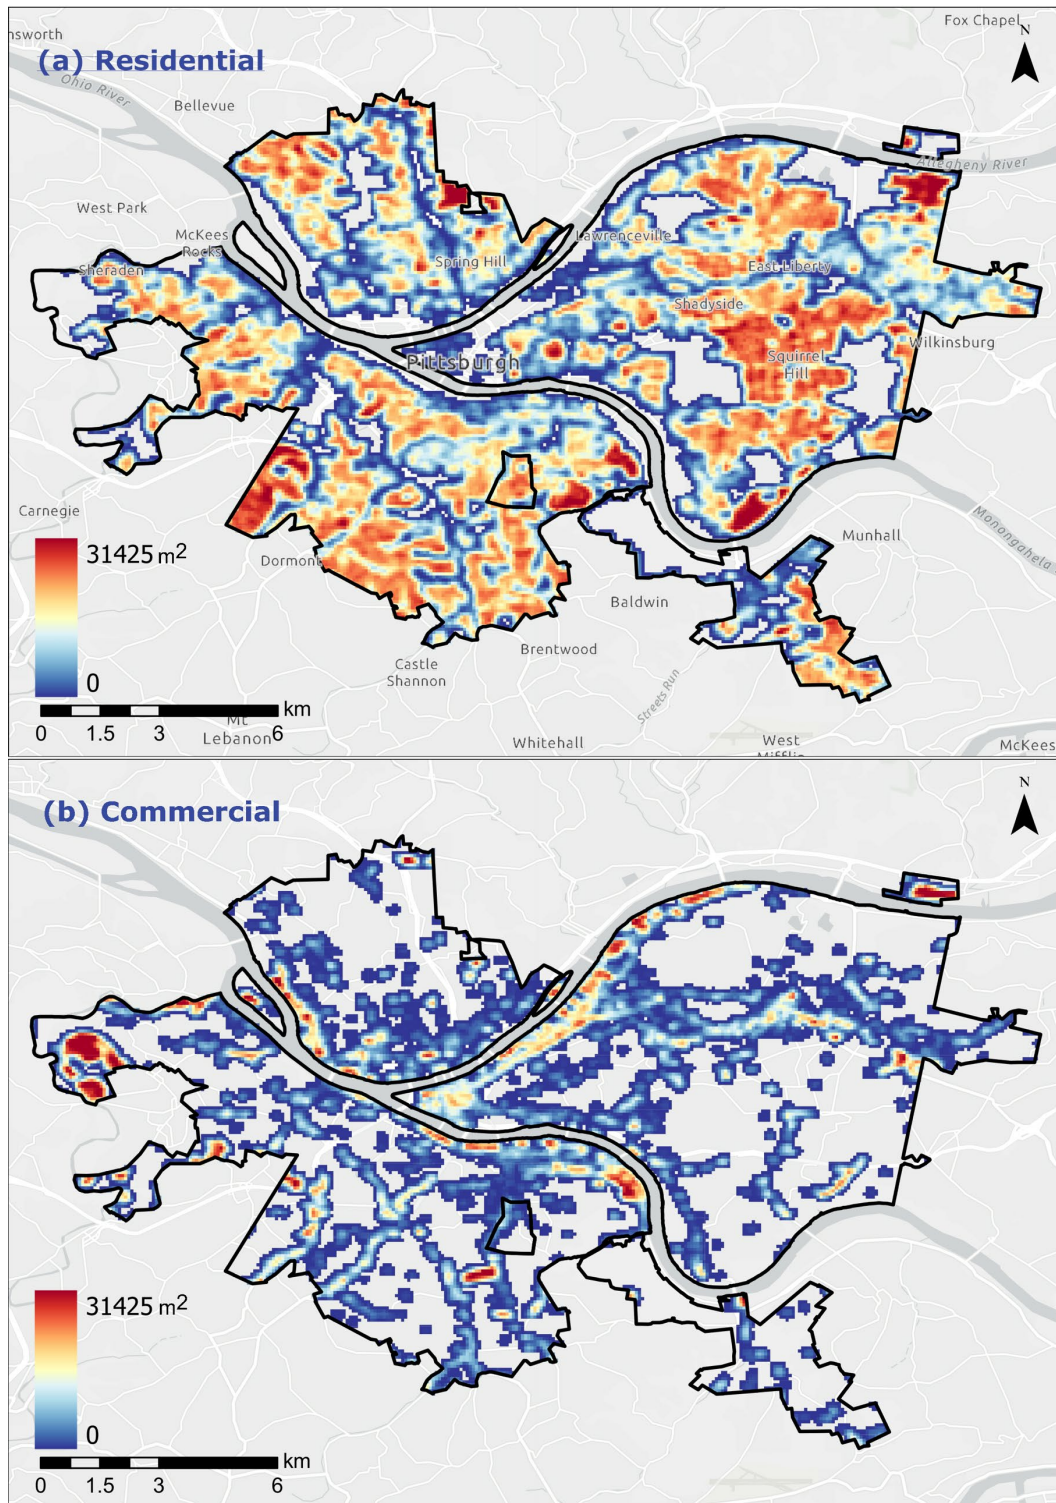 Fox Chapel
nsworth
N
(a) Residential
Ohio River
Bellevue
Allegheny River
West Park
McKees
Rocks
Lawrenceville
Sheraden
Spring Hill
East Liberty
Shadyside
Pittsburgh
Squirrel
Hill
Wilkinsburg
Carnegie
Monongahela
Munhall
31425 m2
Dormont
Baldwin
Brentwood
Castle
Shannon
0
Streets Run
km
0 1.5 3 6
Mt
Lebanon
Whitehall
West
Mifflin
McKees
N
(b) Commercial
31425 m2
0
km
0 1.5 3 6